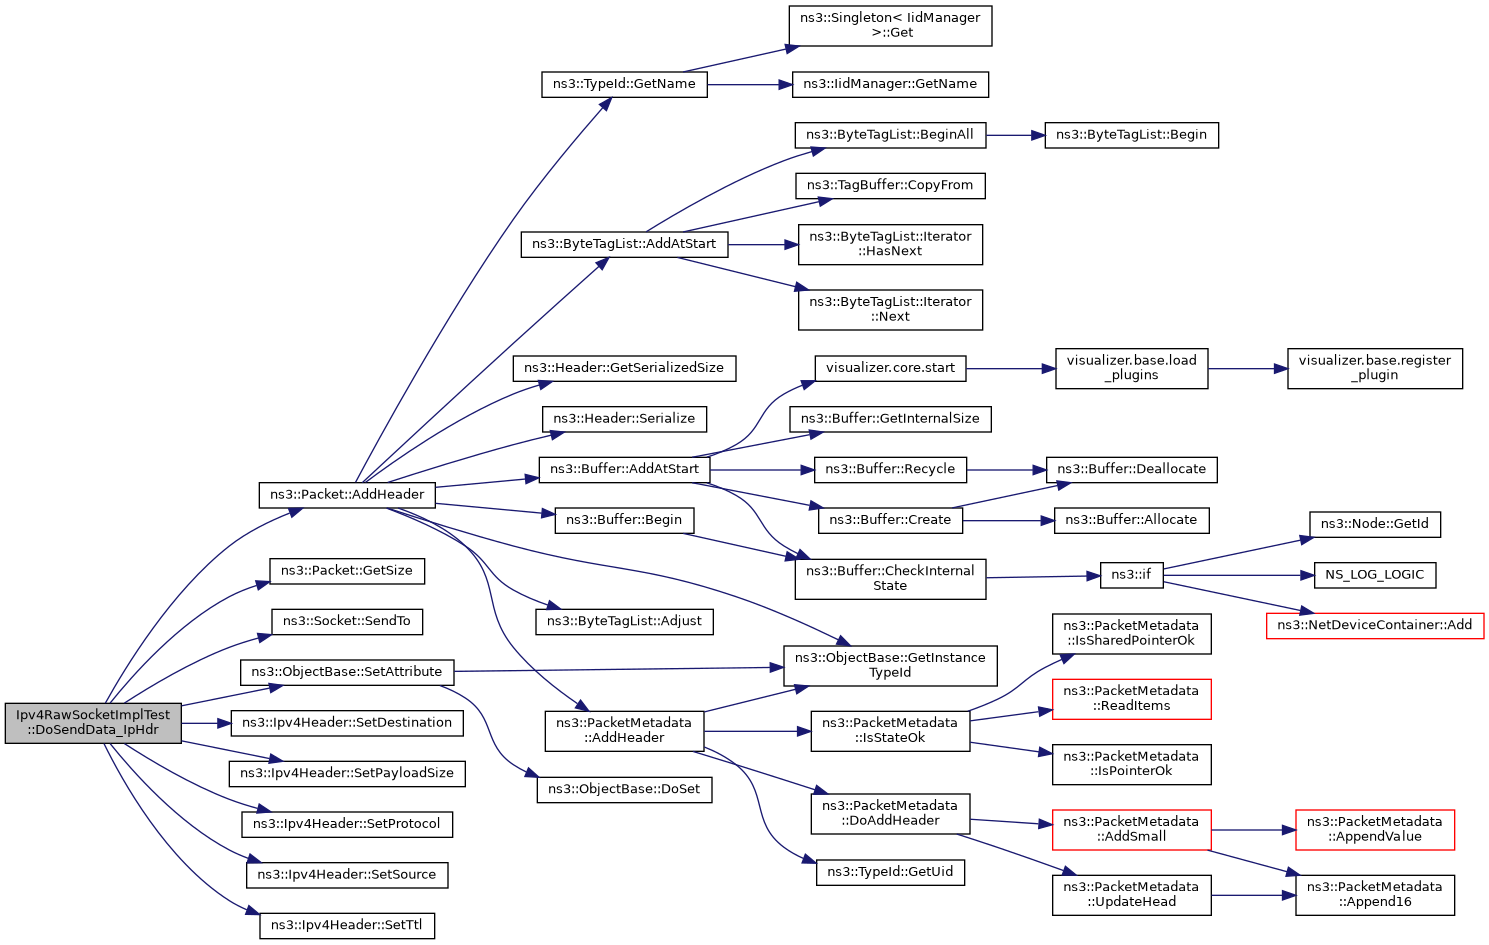 ns3::Singleton< IidManager
>::Get
ns3::TypeId::GetName
ns3::IidManager::GetName
ns3::ByteTagList::BeginAll
ns3::ByteTagList::Begin
ns3::TagBuffer::CopyFrom
ns3::ByteTagList::AddAtStart
ns3::ByteTagList::Iterator
::HasNext
ns3::ByteTagList::Iterator
::Next
ns3::Header::GetSerializedSize
visualizer.core.start
visualizer.base.load
_plugins
visualizer.base.register
_plugin
ns3::Header::Serialize
ns3::Buffer::GetInternalSize
ns3::Buffer::AddAtStart
ns3::Buffer::Recycle
ns3::Buffer::Deallocate
ns3::Packet::AddHeader
ns3::Buffer::Begin
ns3::Buffer::Create
ns3::Buffer::Allocate
ns3::Node::GetId
ns3::Packet::GetSize
ns3::Buffer::CheckInternal
State
ns3::if
NS_LOG_LOGIC
ns3::Socket::SendTo
ns3::ByteTagList::Adjust
ns3::PacketMetadata
::IsSharedPointerOk
ns3::NetDeviceContainer::Add
ns3::ObjectBase::SetAttribute
ns3::ObjectBase::GetInstance
TypeId
ns3::PacketMetadata
::ReadItems
Ipv4RawSocketImplTest
::DoSendData_IpHdr
ns3::Ipv4Header::SetDestination
ns3::PacketMetadata
::AddHeader
ns3::PacketMetadata
::IsStateOk
ns3::PacketMetadata
::IsPointerOk
ns3::Ipv4Header::SetPayloadSize
ns3::ObjectBase::DoSet
ns3::PacketMetadata
::DoAddHeader
ns3::PacketMetadata
::AddSmall
ns3::PacketMetadata
::AppendValue
ns3::Ipv4Header::SetProtocol
ns3::Ipv4Header::SetSource
ns3::TypeId::GetUid
ns3::PacketMetadata
::UpdateHead
ns3::PacketMetadata
::Append16
ns3::Ipv4Header::SetTtl